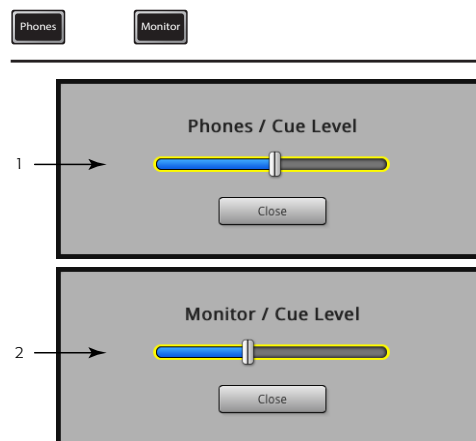 Phones Monitor
Phones / Cue Level
1
Close
Monitor / Cue Level
2
Close